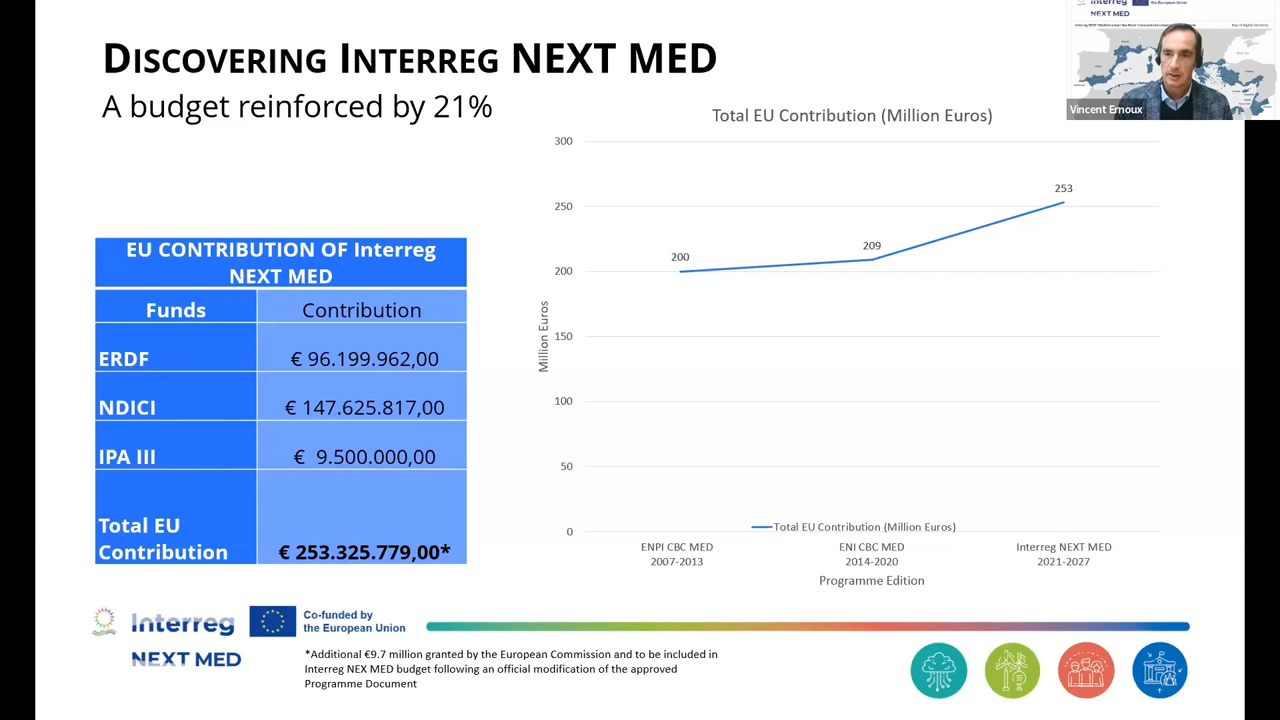 DISCOVERING INTERREG NEXT MED
A budget reinforced by 21%
Interreg
the European Union
NEXT MED
Vincent Ernoux
EU CONTRIBUTION OF Interreg
NEXT MED
Funds Contribution
ERDF € 96.199.962,00
NDICI € 147.625.817,00
IPA III € 9.500.000,00
Total EU
Contribution € 253.325.779,00*
Total EU Contribution (Million Euros)
300
250
200
150
100
50
0
Million Euros
200
209
253
Total EU Contribution (Million Euros)
ENPI CBC MED
2007-2013
ENI CBC MED
2014-2020
Interreg NEXT MED
2021-2027
Programme Edition
Interreg
Co-funded by
the European Union
NEXT MED
*Additional €9.7 million granted by the European Commission and to be included in
Interreg NEX MED budget following an official modification of the approved
Programme Document